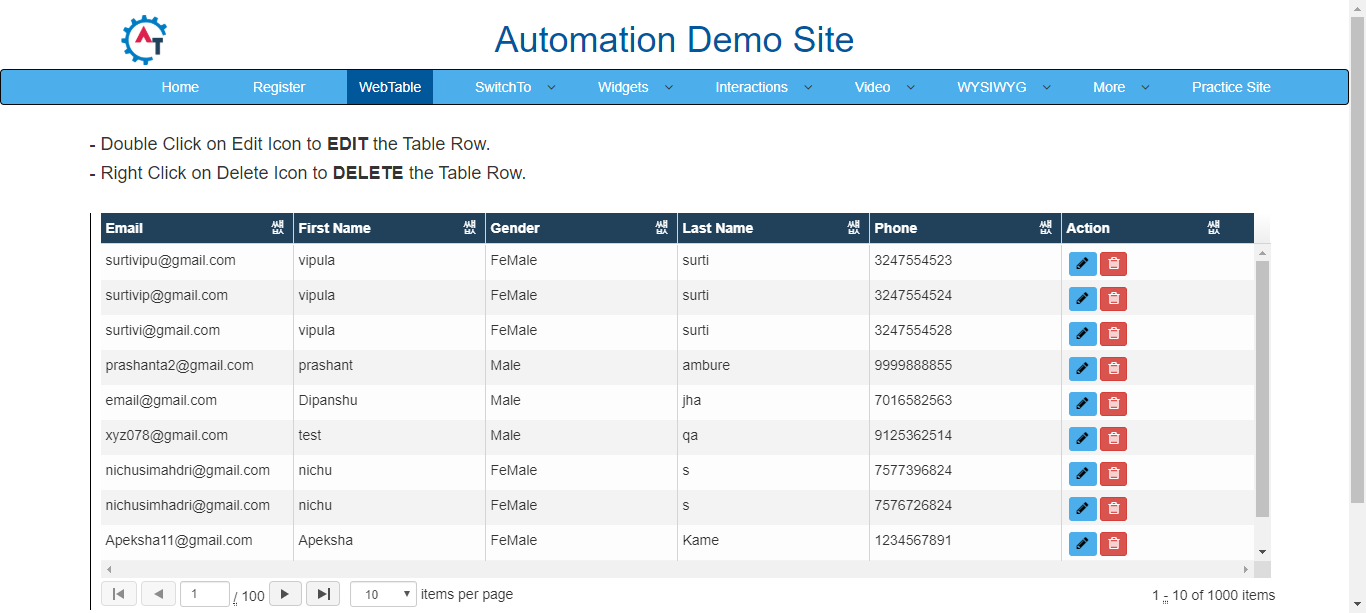 AT
Automation Demo Site
Home Register WebTable SwitchTo Widgets Interactions Video WYSIWYG More Practice Site
- Double Click on Edit Icon to EDIT the Table Row.
- Right Click on Delete Icon to DELETE the Table Row.
Email First Name Gender Last Name Phone Action
surtivipu@gmail.com vipula FeMale surti 3247554523
surtivip@gmail.com vipula FeMale surti 3247554524
surtivi@gmail.com vipula FeMale surti 3247554528
prashanta2@gmail.com prashant Male ambure 9999888855
email@gmail.com Dipanshu Male jha 7016582563
xyz078@gmail.com test Male qa 9125362514
nichusimahdri@gmail.com nichu FeMale s 7577396824
nichusimhadri@gmail.com nichu FeMale s 7576726824
Apeksha11@gmail.com Apeksha FeMale Kame 1234567891
1 / 100 10 items per page 1 - 10 of 1000 items